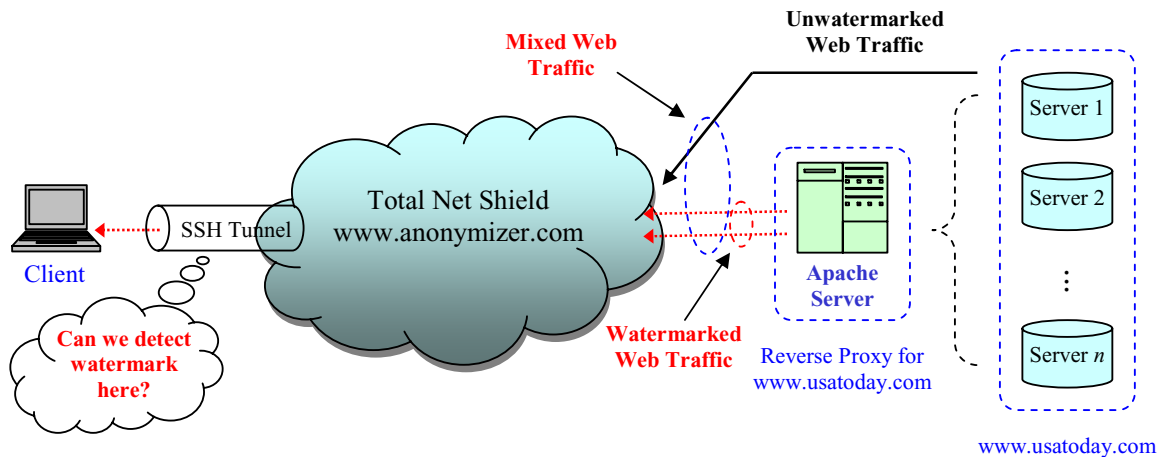 Unwatermarked
Web Traffic
Mixed Web
Traffic
Server 1
Server 2
⋮
Server n
Total Net Shield
www.anonymizer.com
SSH Tunnel
Client
Can we detect
watermark
here?
Apache
Server
Watermarked
Web Traffic
Reverse Proxy for
www.usatoday.com
www.usatoday.com